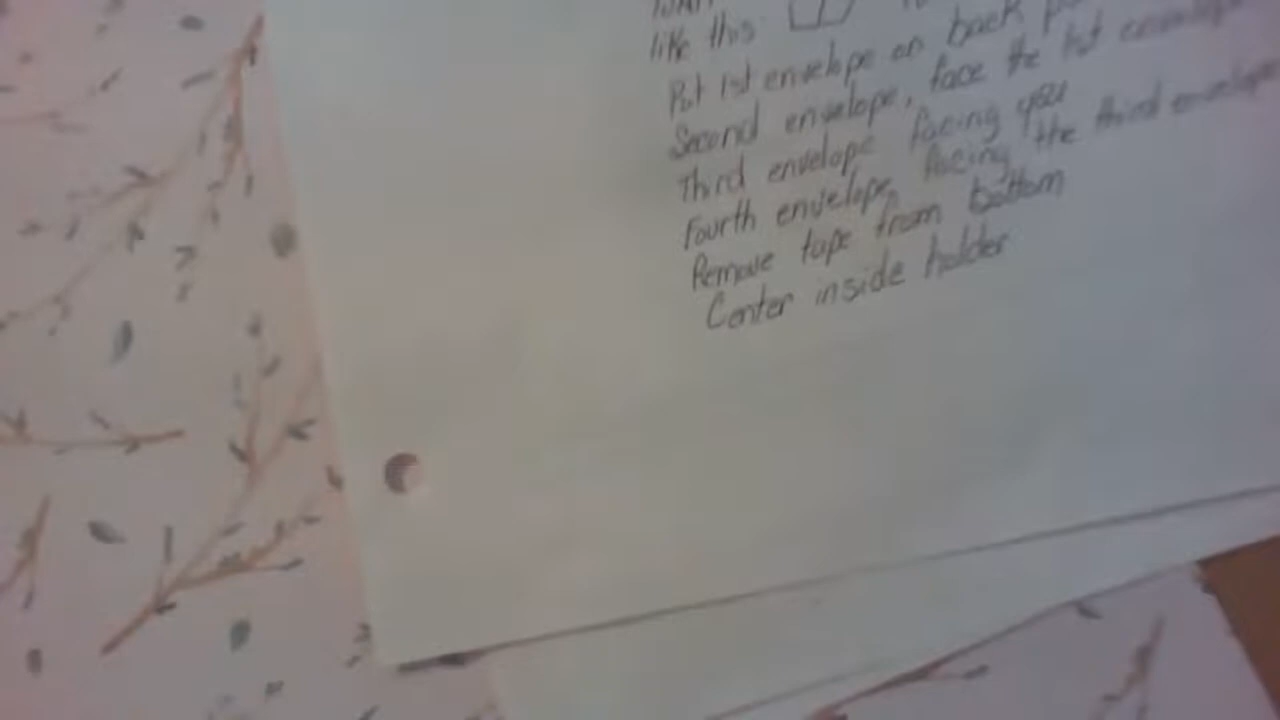 like this
Put 1st envelope on back
Second envelope, face the 1st envelope
Third envelope facing you
Fourth envelope, facing the third envelope
Remove tape from bottom
Center inside holder